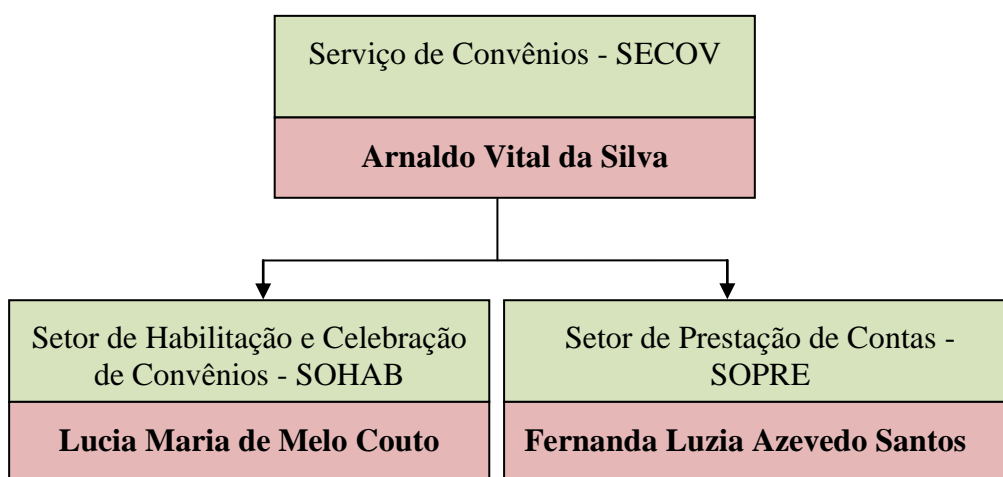 Serviço de Convênios - SECOV
Arnaldo Vital da Silva
Setor de Habilitação e Celebração
de Convênios - SOHAB
Lucia Maria de Melo Couto
Setor de Prestação de Contas -
SOPRE
Fernanda Luzia Azevedo Santos